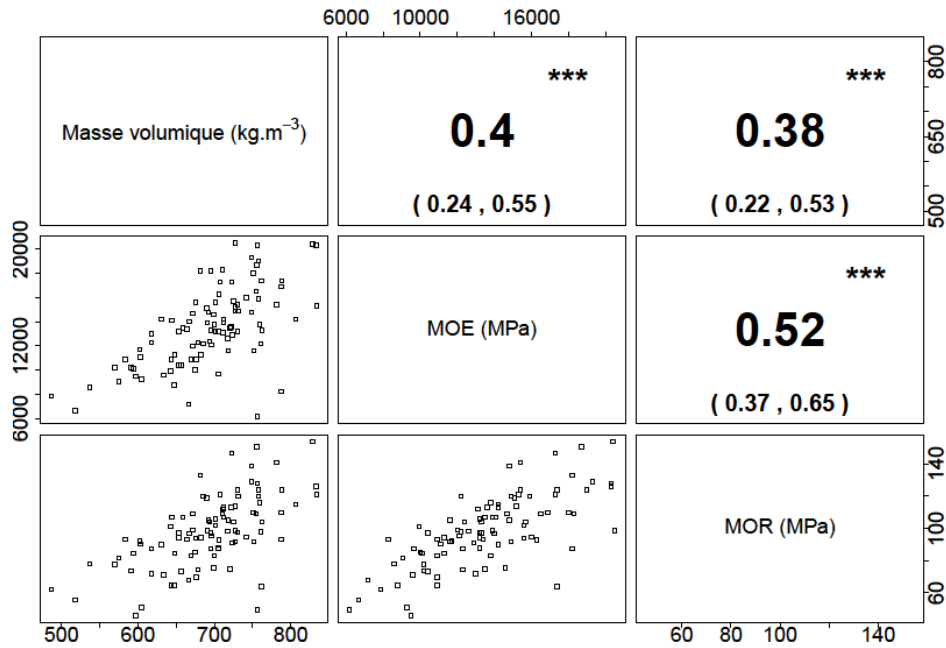 6000 10000 16000
Masse volumique (kg.m⁻³)
***
0.4
( 0.24 , 0.55 )
***
0.38
( 0.22 , 0.53 )
500 650 800
6000 12000 20000
MOE (MPa)
***
0.52
( 0.37 , 0.65 )
MOR (MPa)
60 100 140
500 600 700 800
60 80 100 140